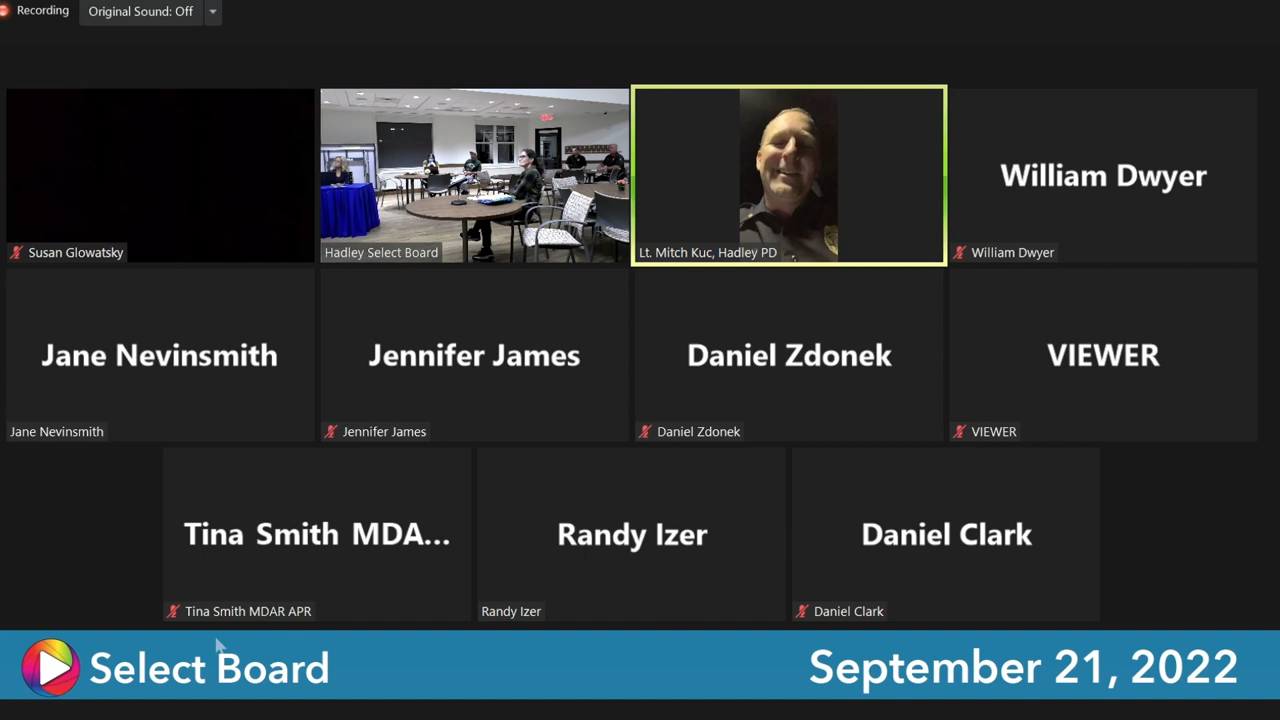 Recording
Original Sound: Off
Susan Glowatsky
Hadley Select Board
Lt. Mitch Kuc, Hadley PD
William Dwyer
William Dwyer
Jane Nevinsmith
Jane Nevinsmith
Jennifer James
Jennifer James
Daniel Zdonek
Daniel Zdonek
VIEWER
VIEWER
Tina Smith MDA...
Tina Smith MDAR APR
Randy Izer
Randy Izer
Daniel Clark
Daniel Clark
Select Board
September 21, 2022